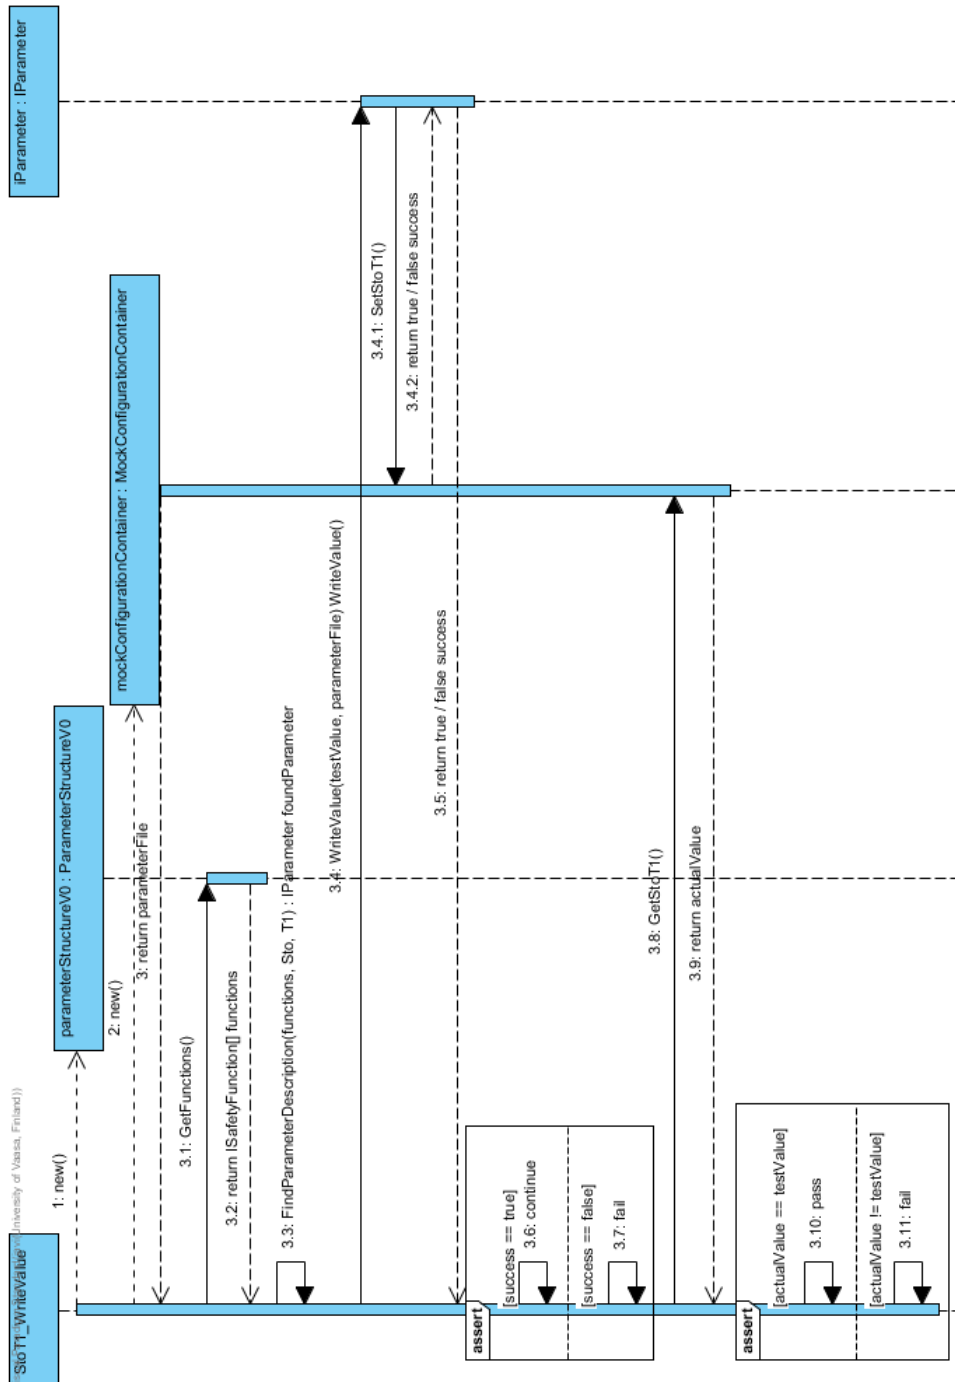 University of Vaasa, Finland))
StoT1_WriteValue
parameterStructureV0 : ParameterStructureV0
mockConfigurationContainer : MockConfigurationContainer
iParameter : IParameter
1: new()
2: new()
3: return parameterFile
3.1: GetFunctions()
3.2: return ISafetyFunction[] functions
3.3: FindParameterDescription(functions, Sto, T1) : IParameter foundParameter
3.4: WriteValue(testValue, parameterFile) WriteValue()
3.4.1: SetStoT1()
3.4.2: return true / false success
3.5: return true / false success
assert
[success == true]
3.6: continue
[success == false]
3.7: fail
3.8: GetStoT1()
3.9: return actualValue
assert
[actualValue == testValue]
3.10: pass
[actualValue != testValue]
3.11: fail